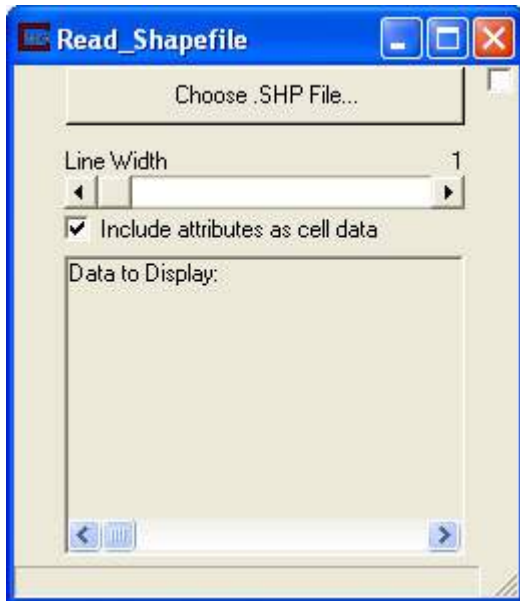 Read_Shapefile
Choose .SHP File...
Line Width 1
Include attributes as cell data
Data to Display: